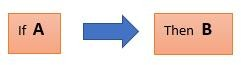 If A
Then B